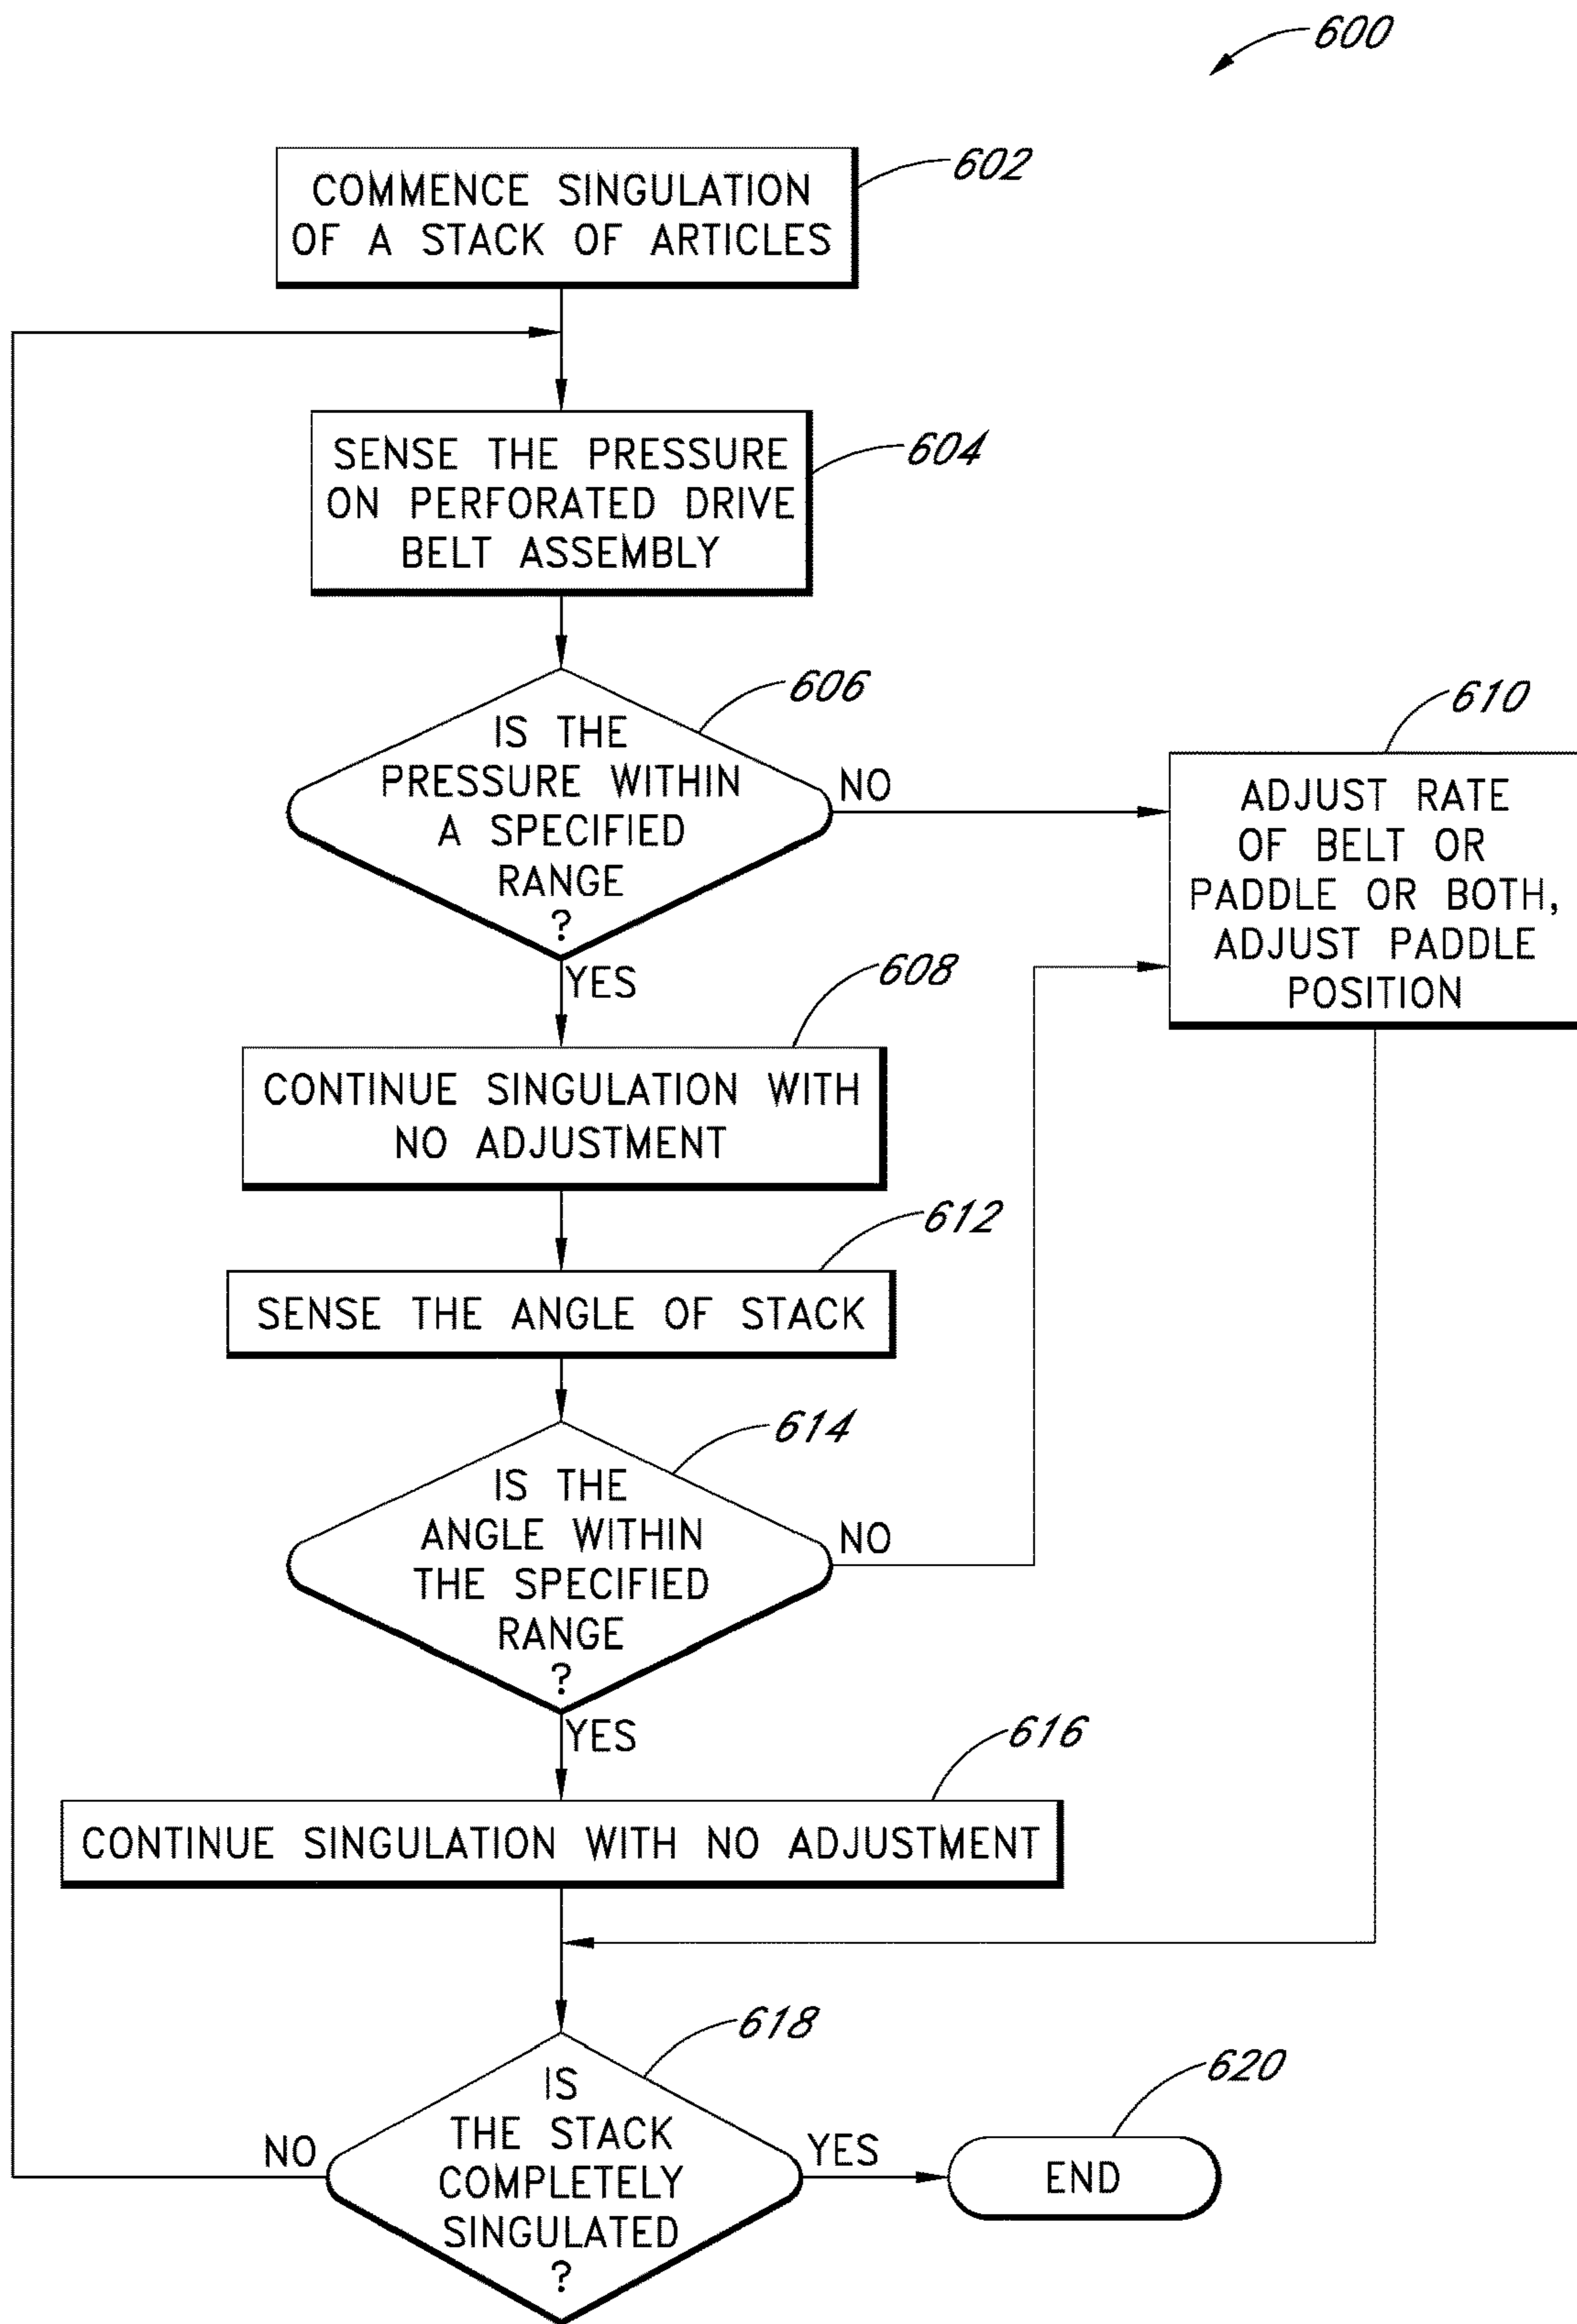 600
COMMENCE SINGULATION
OF A STACK OF ARTICLES
602
SENSE THE PRESSURE
ON PERFORATED DRIVE
BELT ASSEMBLY
604
IS THE
PRESSURE WITHIN
A SPECIFIED
RANGE
?
606
NO
YES
610
ADJUST RATE
OF BELT OR
PADDLE OR BOTH,
ADJUST PADDLE
POSITION
608
CONTINUE SINGULATION WITH
NO ADJUSTMENT
612
SENSE THE ANGLE OF STACK
614
IS THE
ANGLE WITHIN
THE SPECIFIED
RANGE
?
NO
YES
616
CONTINUE SINGULATION WITH NO ADJUSTMENT
618
IS
THE STACK
COMPLETELY
SINGULATED
?
NO
YES
620
END